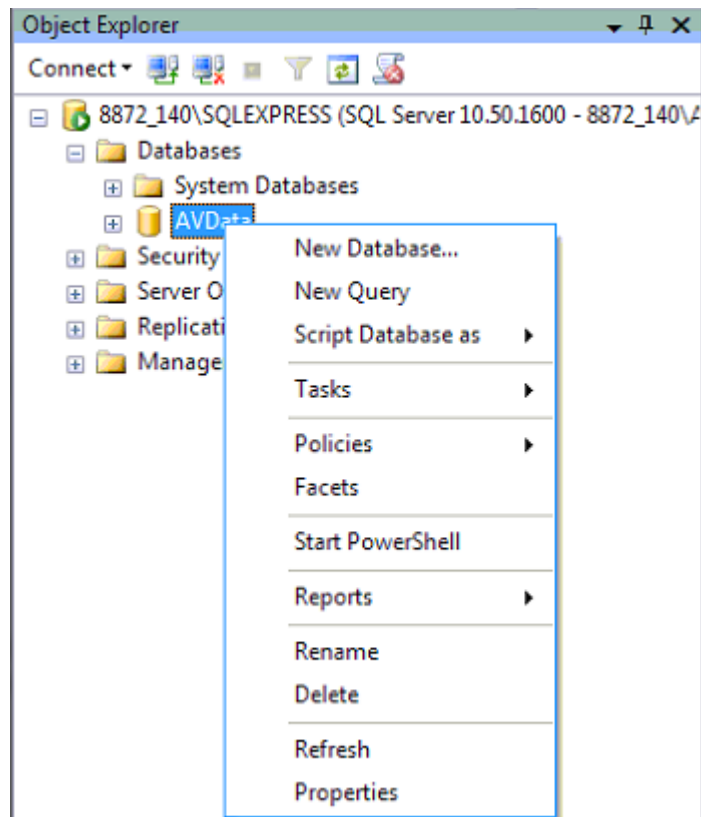 Object Explorer
Connect
8872_140\SQLEXPRESS (SQL Server 10.50.1600 - 8872_140\
Databases
System Databases
AVData
Security
Server O
Replicati
Manage
New Database...
New Query
Script Database as
Tasks
Policies
Facets
Start PowerShell
Reports
Rename
Delete
Refresh
Properties